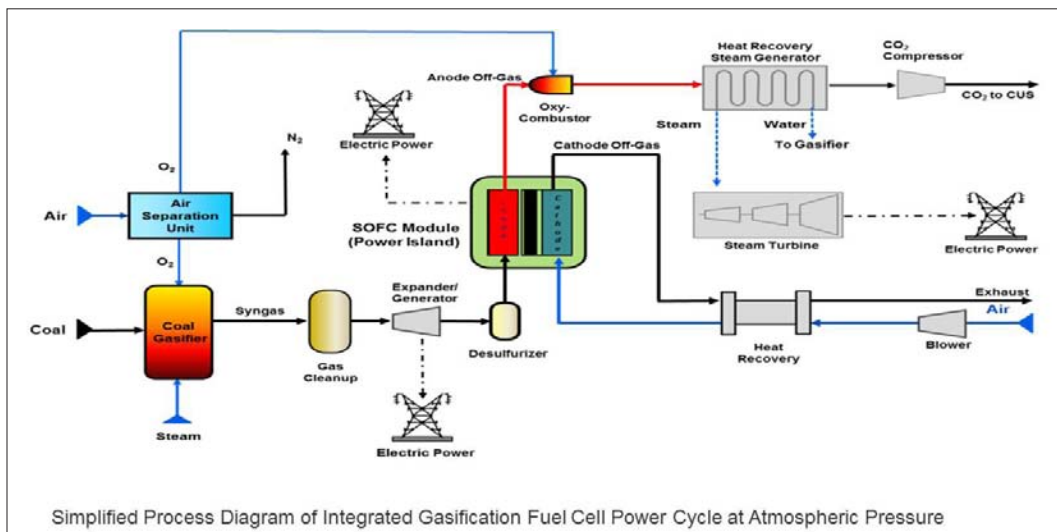 CO2
Compressor
Heat Recovery
Steam Generator
Anode Off-Gas
Oxy-
Combustor
CO2 to CUS
Steam
Water
To Gasifier
N2
Electric Power
Cathode Off-Gas
O2
Air
Air
Separation
Unit
SOFC Module
(Power Island)
Cathode
Steam Turbine
Electric Power
O2
Expander/
Generator
Exhaust
Air
Syngas
Coal
Coal
Gasifier
Desulfurizer
Heat
Recovery
Blower
Gas
Cleanup
Steam
Electric Power
Simplified Process Diagram of Integrated Gasification Fuel Cell Power Cycle at Atmospheric Pressure